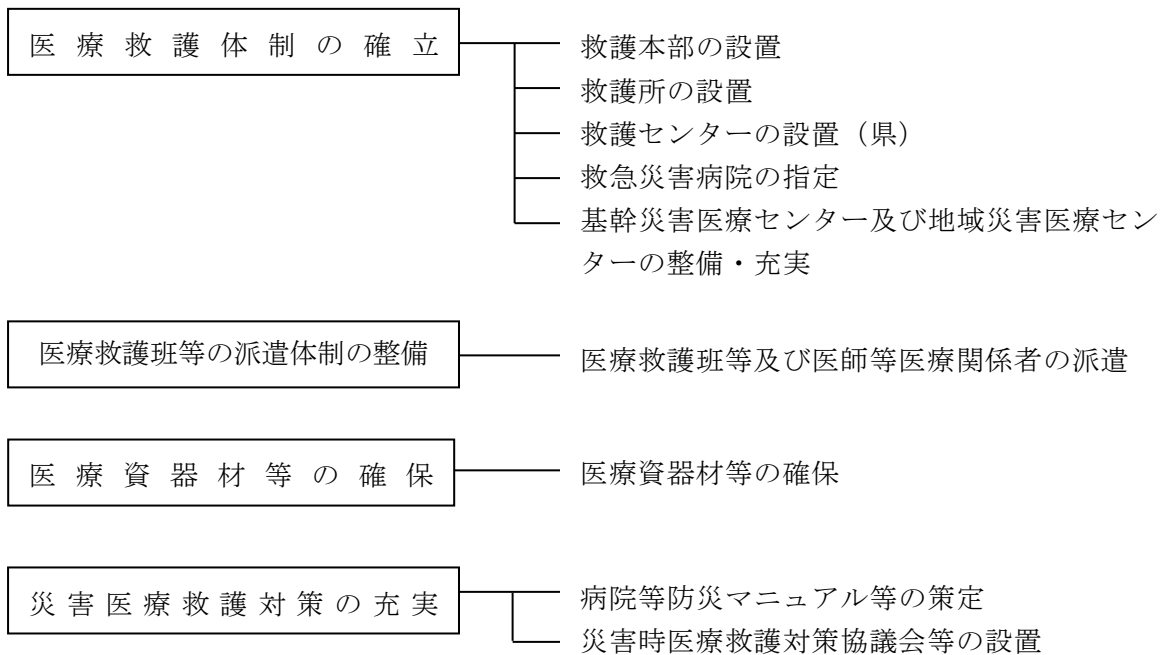 医療救護体制の確立
救護本部の設置
救護所の設置
救護センターの設置（県）
救急災害病院の指定
基幹災害医療センター及び地域災害医療セン
ターの整備・充実
医療救護班等の派遣体制の整備
医療救護班等及び医師等医療関係者の派遣
医療資器材等の確保
医療資器材等の確保
災害医療救護対策の充実
病院等防災マニュアル等の策定
災害時医療救護対策協議会等の設置